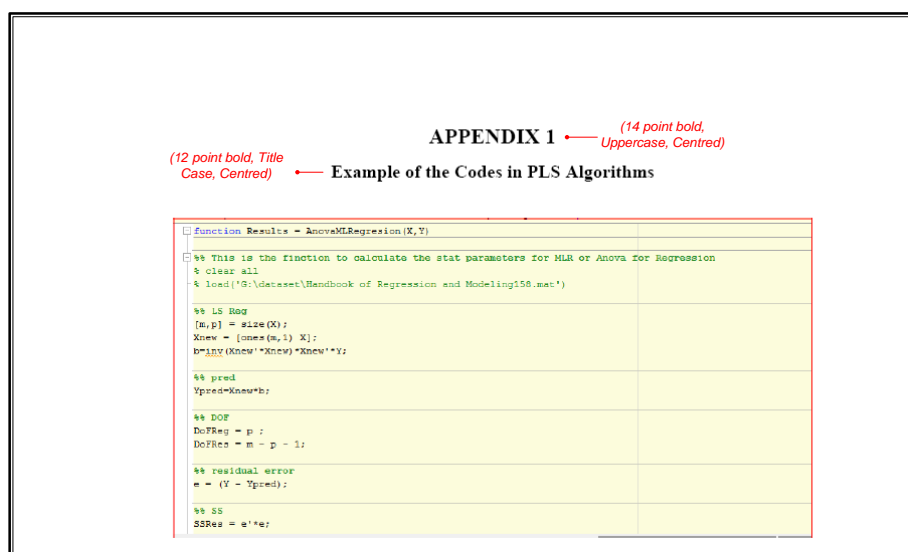 APPENDIX 1
(14 point bold,
Uppercase, Centred)
(12 point bold, Title
Case, Centred)
Example of the Codes in PLS Algorithms
function Results = AnovaMLRegresion(X,Y)
%% This is the finction to calculate the stat parameters for MLR or Anova for Regression
% clear all
% load('G:\dataset\Handbook of Regression and Modeling158.mat')
%% LS Reg
[m,p] = size(X);
Xnew = [ones(m,1) X];
b=inv(Xnew'*Xnew)*Xnew'*Y;
%% pred
Ypred=Xnew*b;
%% DOF
DoFReg = p ;
DoFRes = m - p - 1;
%% residual error
e = (Y - Ypred);
%% SS
SSRes = e'*e;